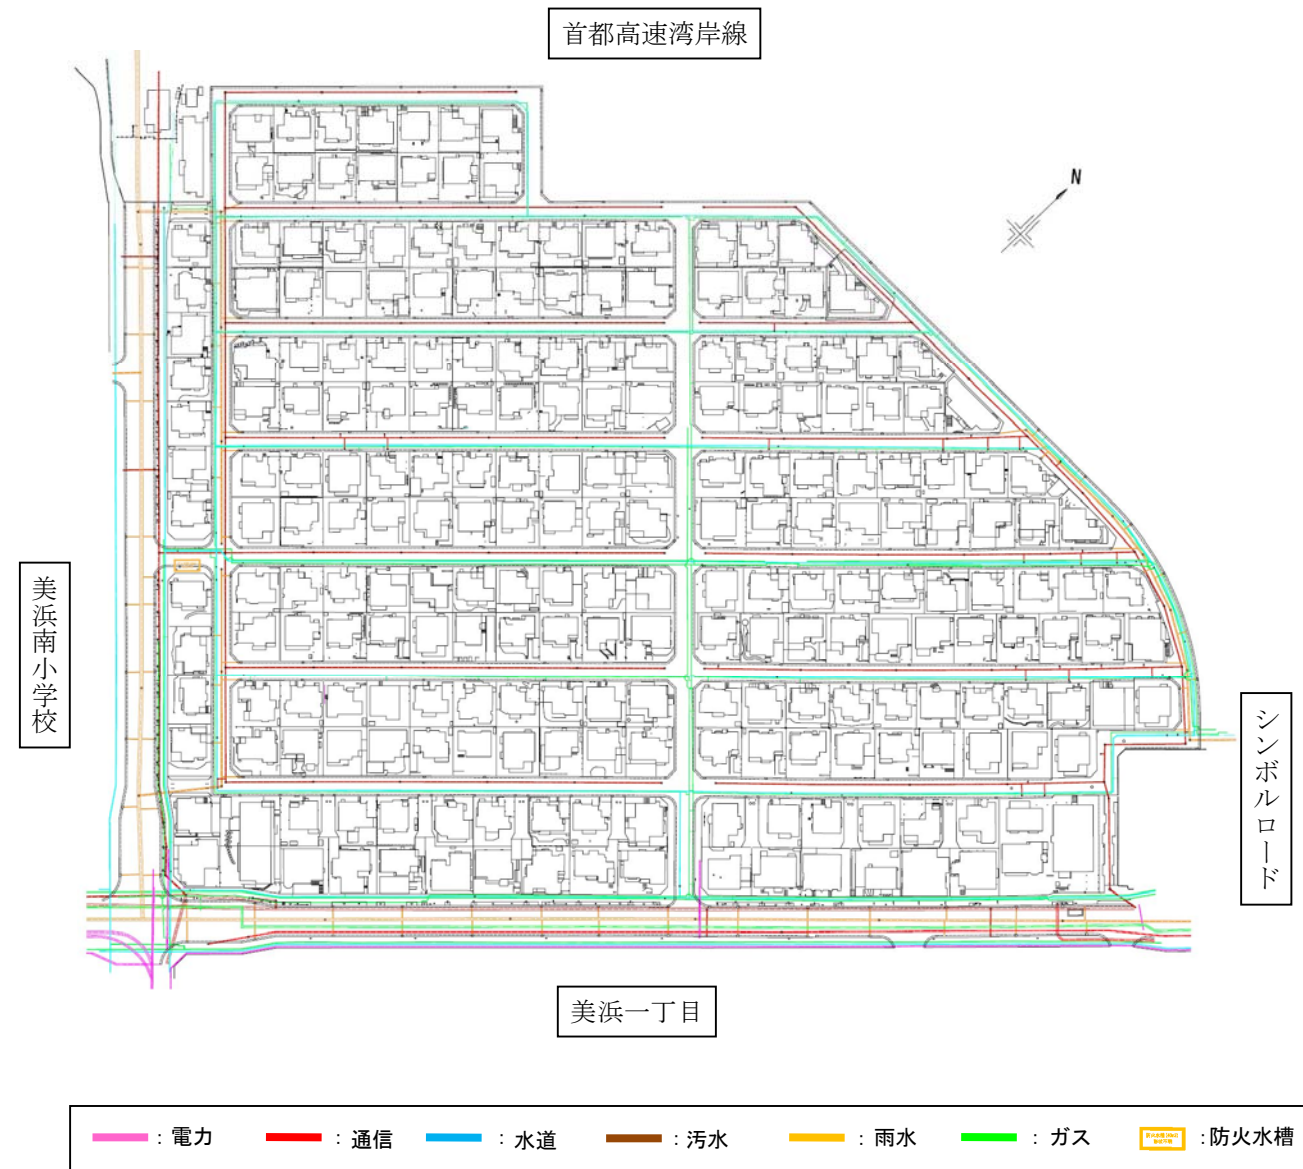 首都高速湾岸線
N
美浜南小学校
シンボルロード
美浜一丁目
：電力
：通信
：水道
：汚水
：雨水
：ガス
：防火水槽